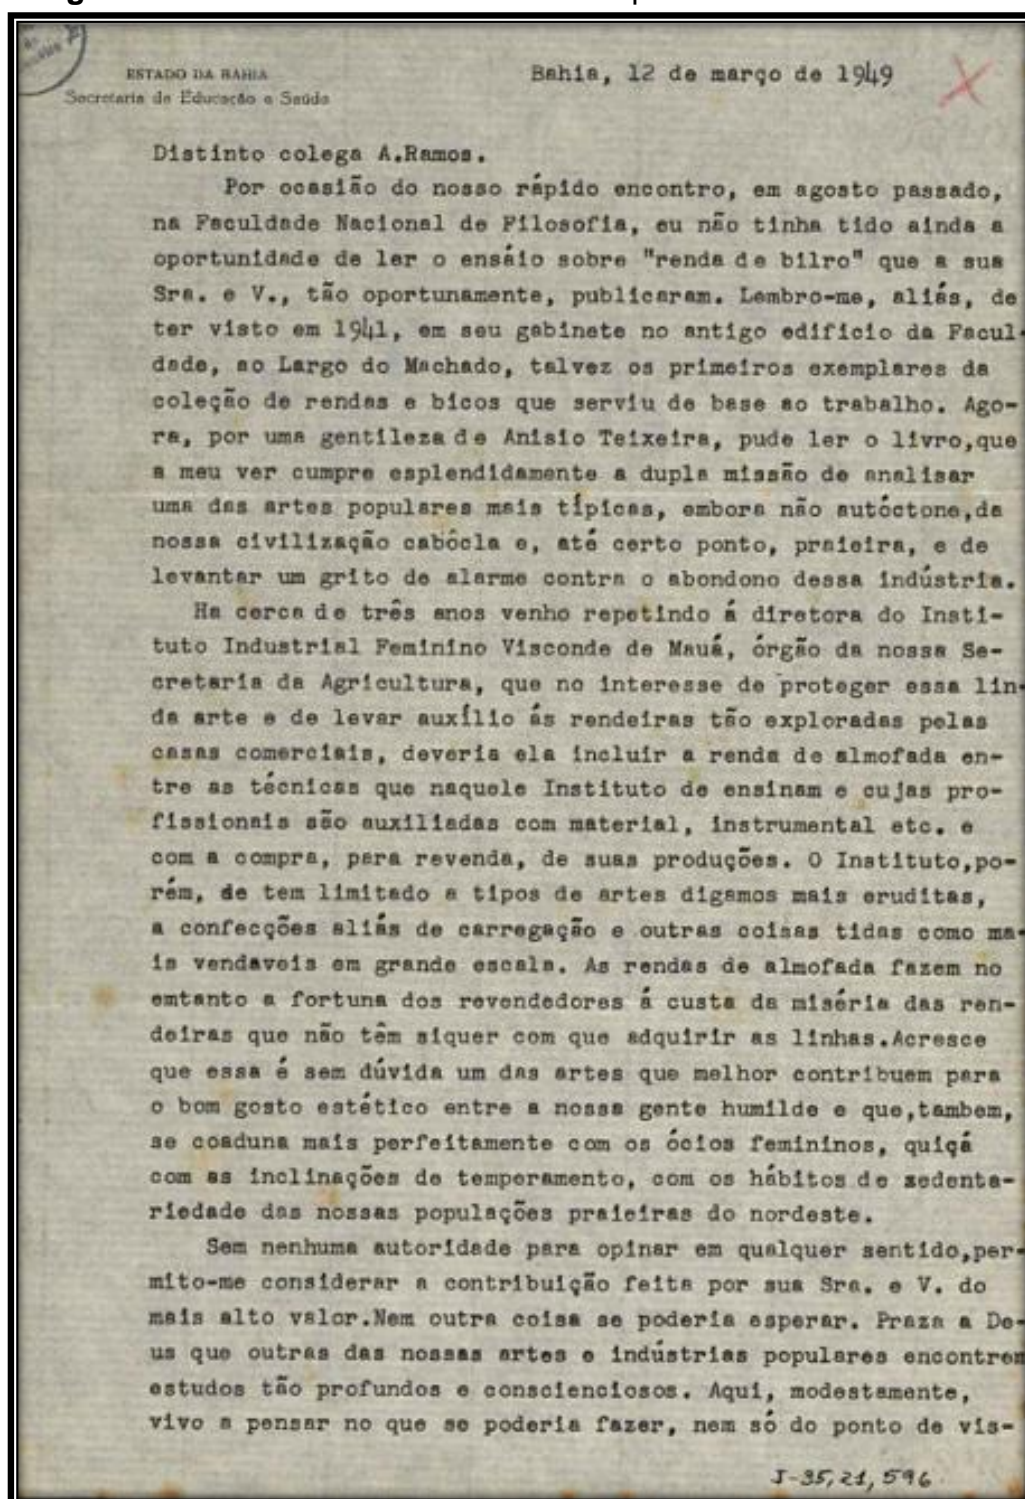 ESTADO DA BAHIA
Secretaria de Educação e Saúde
Bahia, 12 de março de 1949
Distinto colega A.Ramos.
Por ocasião do nosso rápido encontro, em agosto passado,
na Faculdade Nacional de Filosofia, eu não tinha tido ainda a
oportunidade de ler o ensáio sobre "renda de bilro" que a sua
Sra. e V., tão oportunamente, publicaram. Lembro-me, aliás, de
ter visto em 1941, em seu gabinete no antigo edificio da Facul-
dade, ao Largo do Machado, talvez os primeiros exemplares da
coleção de rendas e bicos que serviu de base ao trabalho. Ago-
ra, por uma gentileza de Anisio Teixeira, pude ler o livro,que
a meu ver cumpre esplendidamente a dupla missão de analisar
uma das artes populares mais típicas, embora não autóctone,da
nossa civilização cabôcla e, até certo ponto, praieira, e de
levantar um grito de alarme contra o abondono dessa indústria.
Ha cerca de três anos venho repetindo á diretora do Insti-
tuto Industrial Feminino Visconde de Mauá, órgão da nossa Se-
cretaria da Agricultura, que no interesse de proteger essa lin-
da arte e de levar auxílio ás rendeiras tão exploradas pelas
casas comerciais, deveria ela incluir a renda de almofada en-
tre as técnicas que naquele Instituto de ensinam e cujas pro-
fissionais são auxiliadas com material, instrumental etc. e
com a compra, para revenda, de suas produções. O Instituto,po-
rém, se tem limitado a tipos de artes digamos mais eruditas,
a confecções aliás de carregação e outras coisas tidas como ma-
is vendaveis em grande escala. As rendas de almofada fazem no
emtanto a fortuna dos revendedores á custa da miséria das ren-
deiras que não têm siquer com que adquirir as linhas.Acresce
que essa é sem dúvida um das artes que melhor contribuem para
o bom gosto estético entre a nossa gente humilde e que,tambem,
se coaduna mais perfeitamente com os ócios femininos, quiçá
com as inclinações de temperamento, com os hábitos de sedenta-
riedade das nossas populações praieiras do nordeste.
Sem nenhuma autoridade para opinar em qualquer sentido,per-
mito-me considerar a contribuição feita por sua Sra. e V. do
mais alto valor.Nem outra coisa se poderia esperar. Praza a De-
us que outras das nossas artes e indústrias populares encontrem
estudos tão profundos e conscienciosos. Aqui, modestamente,
vivo a pensar no que se poderia fazer, nem só do ponto de vis-
I-35,21,596